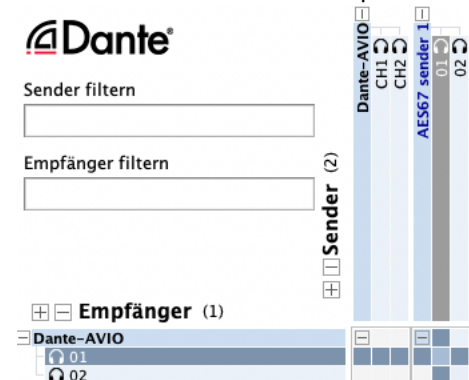 Dante®
Sender filtern
Empfänger filtern
Sender (2)
Dante-AVIO
CH1
CH2
AES67 sender 1
01
02
Empfänger (1)
Dante-AVIO
01
02